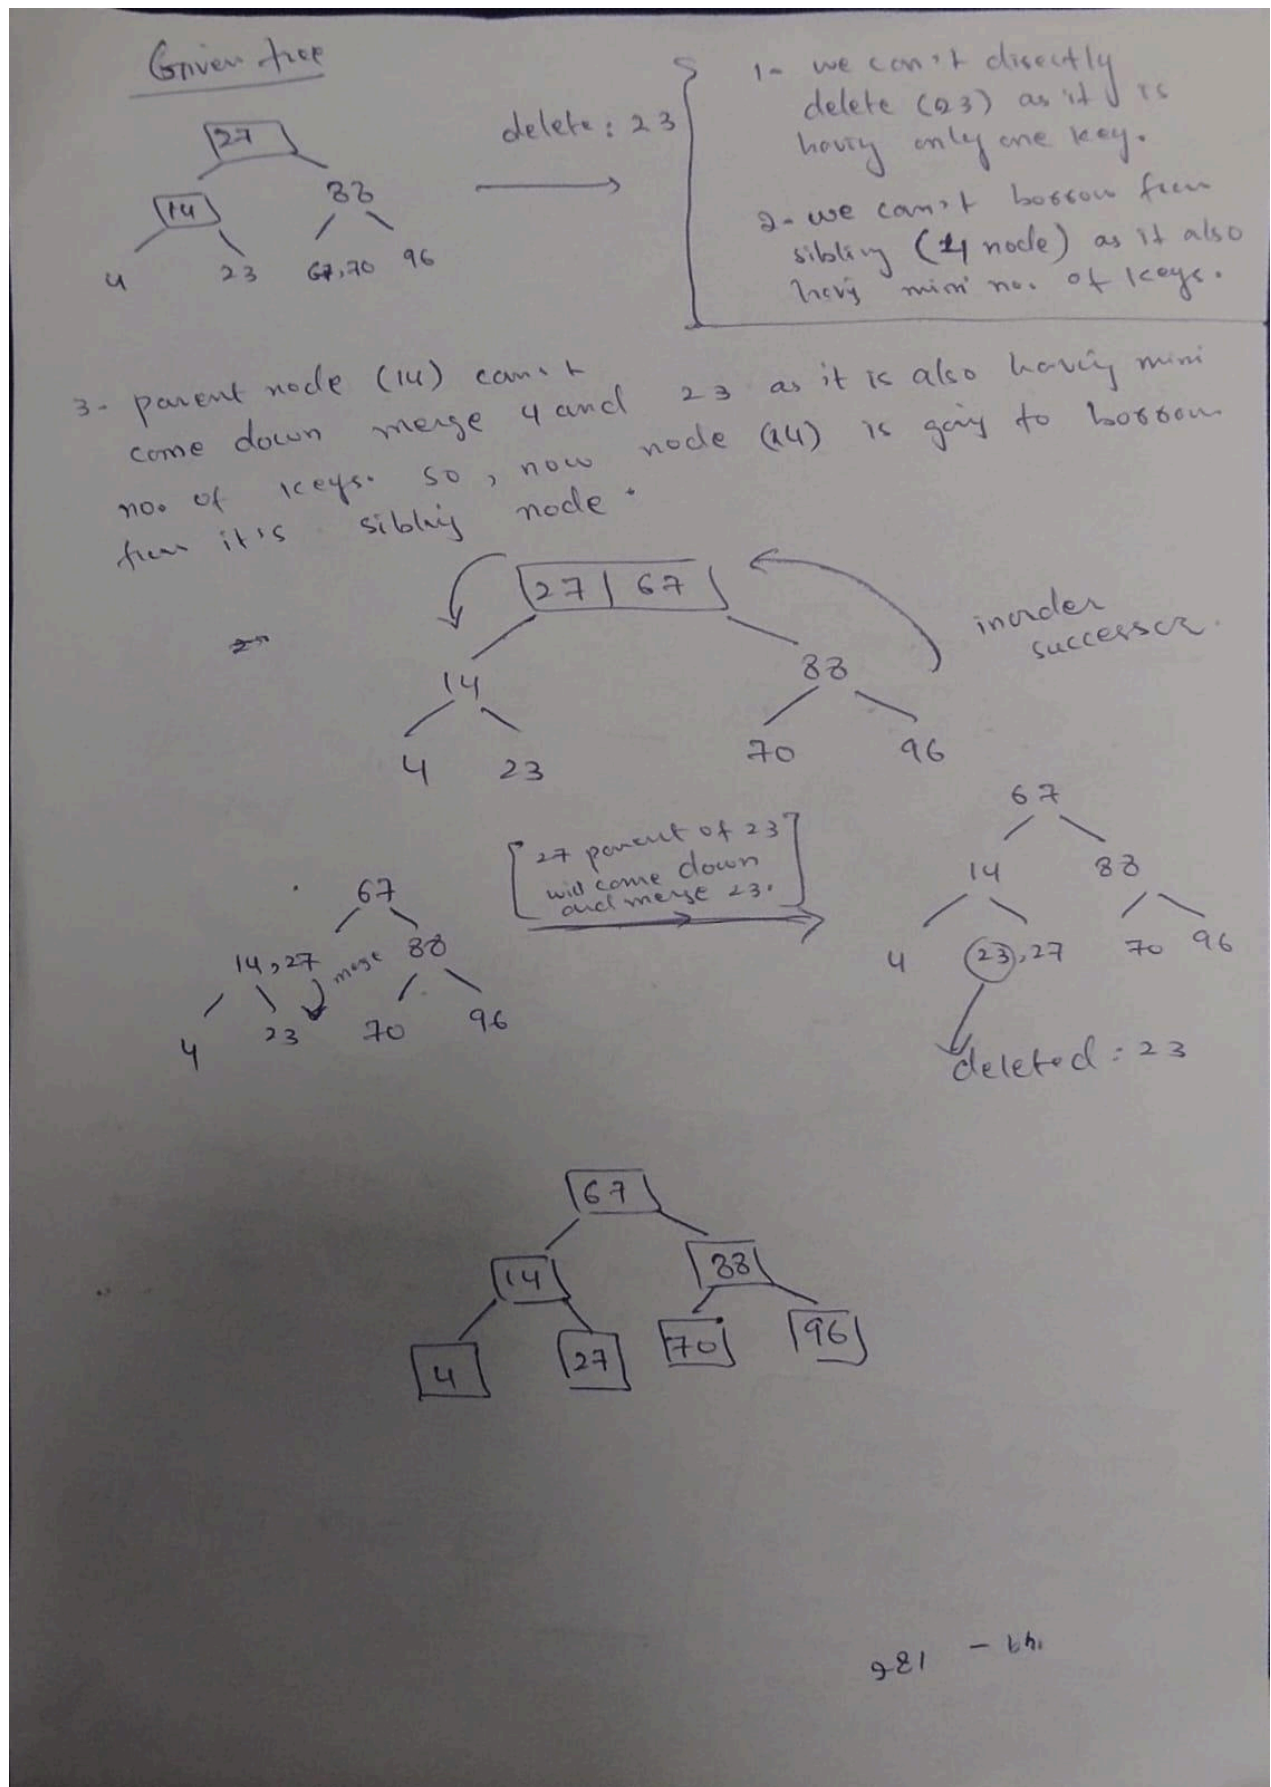 Given tree
27
14 88
4 23 67,70 96
delete: 23
1- we can't directly
delete (23) as it is
having only one key.
2- we can't borrow from
sibling (4 node) as it also
having mini no. of keys.
3- parent node (14) can't
come down merge 4 and 23 as it is also having mini
no. of keys. so, now node (14) is going to borrow
from it's sibling node.
27 | 67
inorder
successor.
14 88
4 23 70 96
67
14,27 88
merge
4 23 70 96
[27 parent of 23
will come down
and merge 23.]
67
14 88
4 23,27 70 96
deleted: 23
67
14 88
4 27 70 96